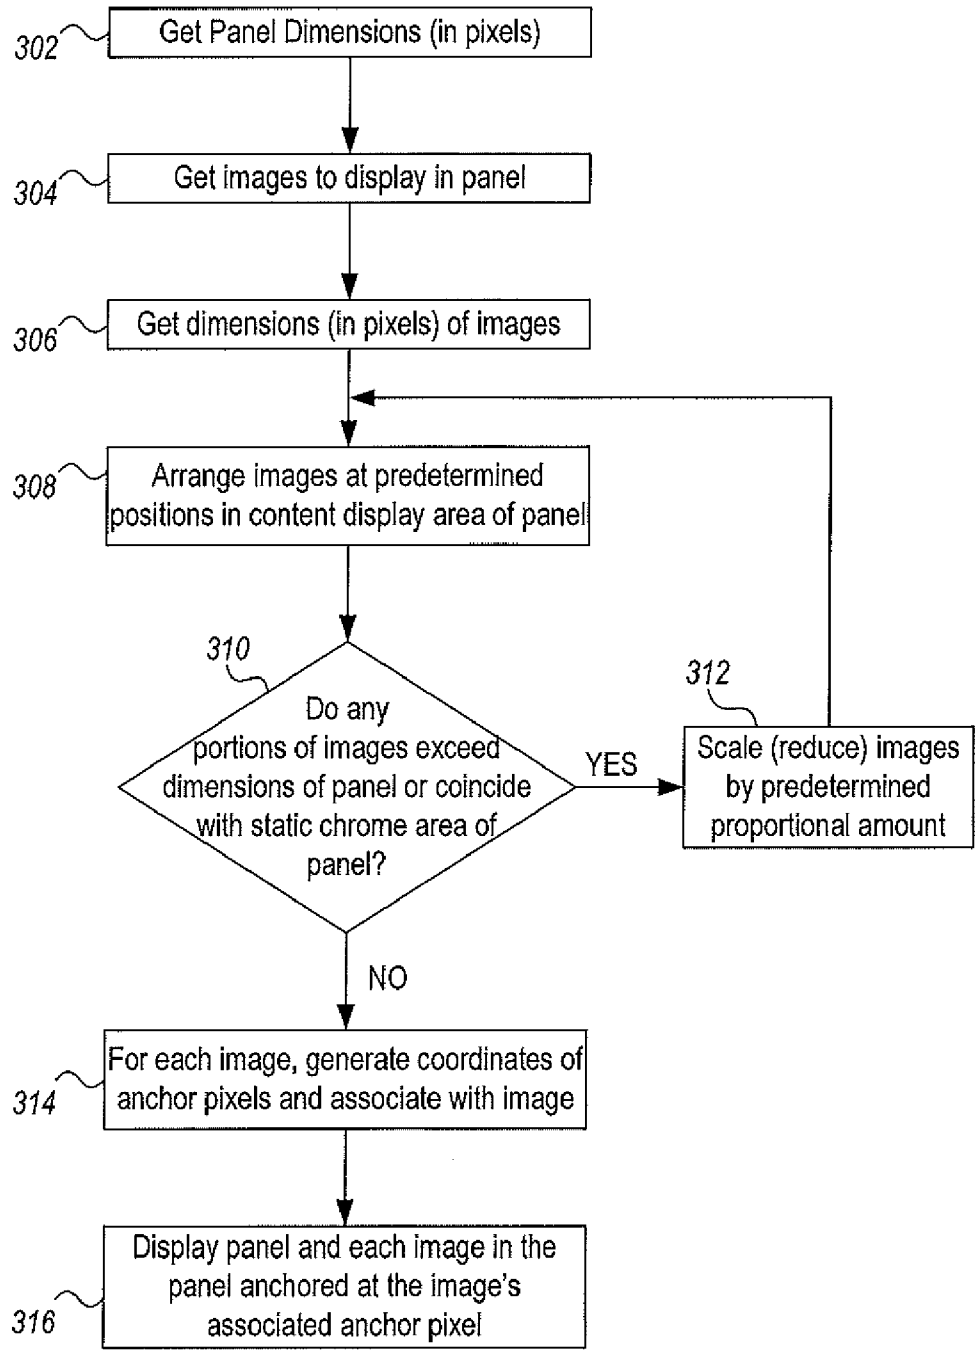 302
Get Panel Dimensions (in pixels)
304
Get images to display in panel
306
Get dimensions (in pixels) of images
308
Arrange images at predetermined
positions in content display area of panel
310
Do any
portions of images exceed
dimensions of panel or coincide
with static chrome area of
panel?
YES
312
Scale (reduce) images
by predetermined
proportional amount
NO
314
For each image, generate coordinates of
anchor pixels and associate with image
316
Display panel and each image in the
panel anchored at the image's
associated anchor pixel